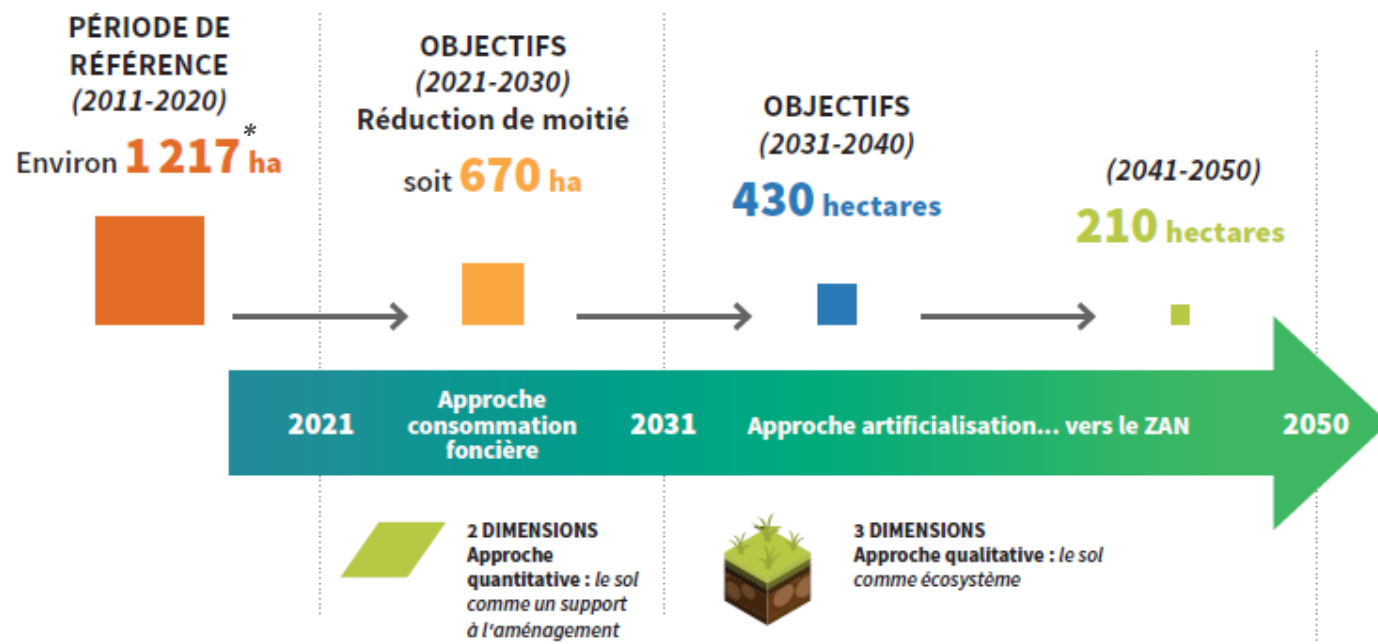 PÉRIODE DE
RÉFÉRENCE
(2011-2020)
Environ 1 217* ha
OBJECTIFS
(2021-2030)
Réduction de moitié
soit 670 ha
OBJECTIFS
(2031-2040)
430 hectares
(2041-2050)
210 hectares
2021
Approche
consommation
foncière
2031
Approche artificialisation... vers le ZAN
2050
2 DIMENSIONS
Approche
quantitative : le sol
comme un support
à l'aménagement
3 DIMENSIONS
Approche qualitative : le sol
comme écosystème